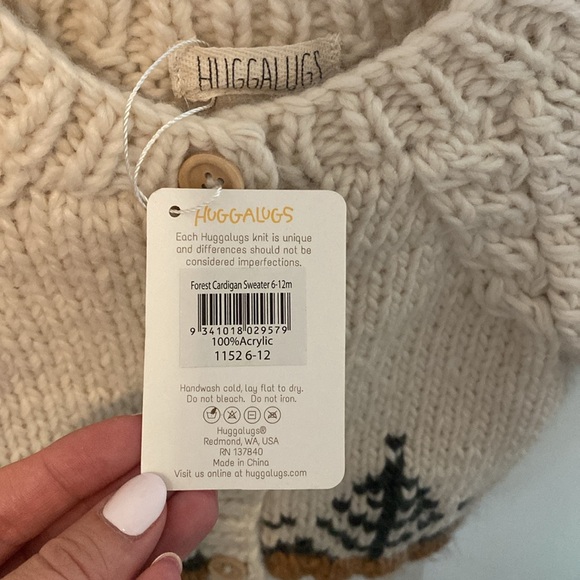 HUGGALUGS
HUGGALUGS
Each Huggalugs knit is unique
and differences should not be
considered imperfections.
Forest Cardigan Sweater 6-12m
9 341018 029579
100%Acrylic
1152 6-12
Handwash cold, lay flat to dry.
Do not bleach. Do not iron.
Huggalugs®
Redmond, WA, USA
RN 137840
Made in China
Visit us online at huggalugs.com